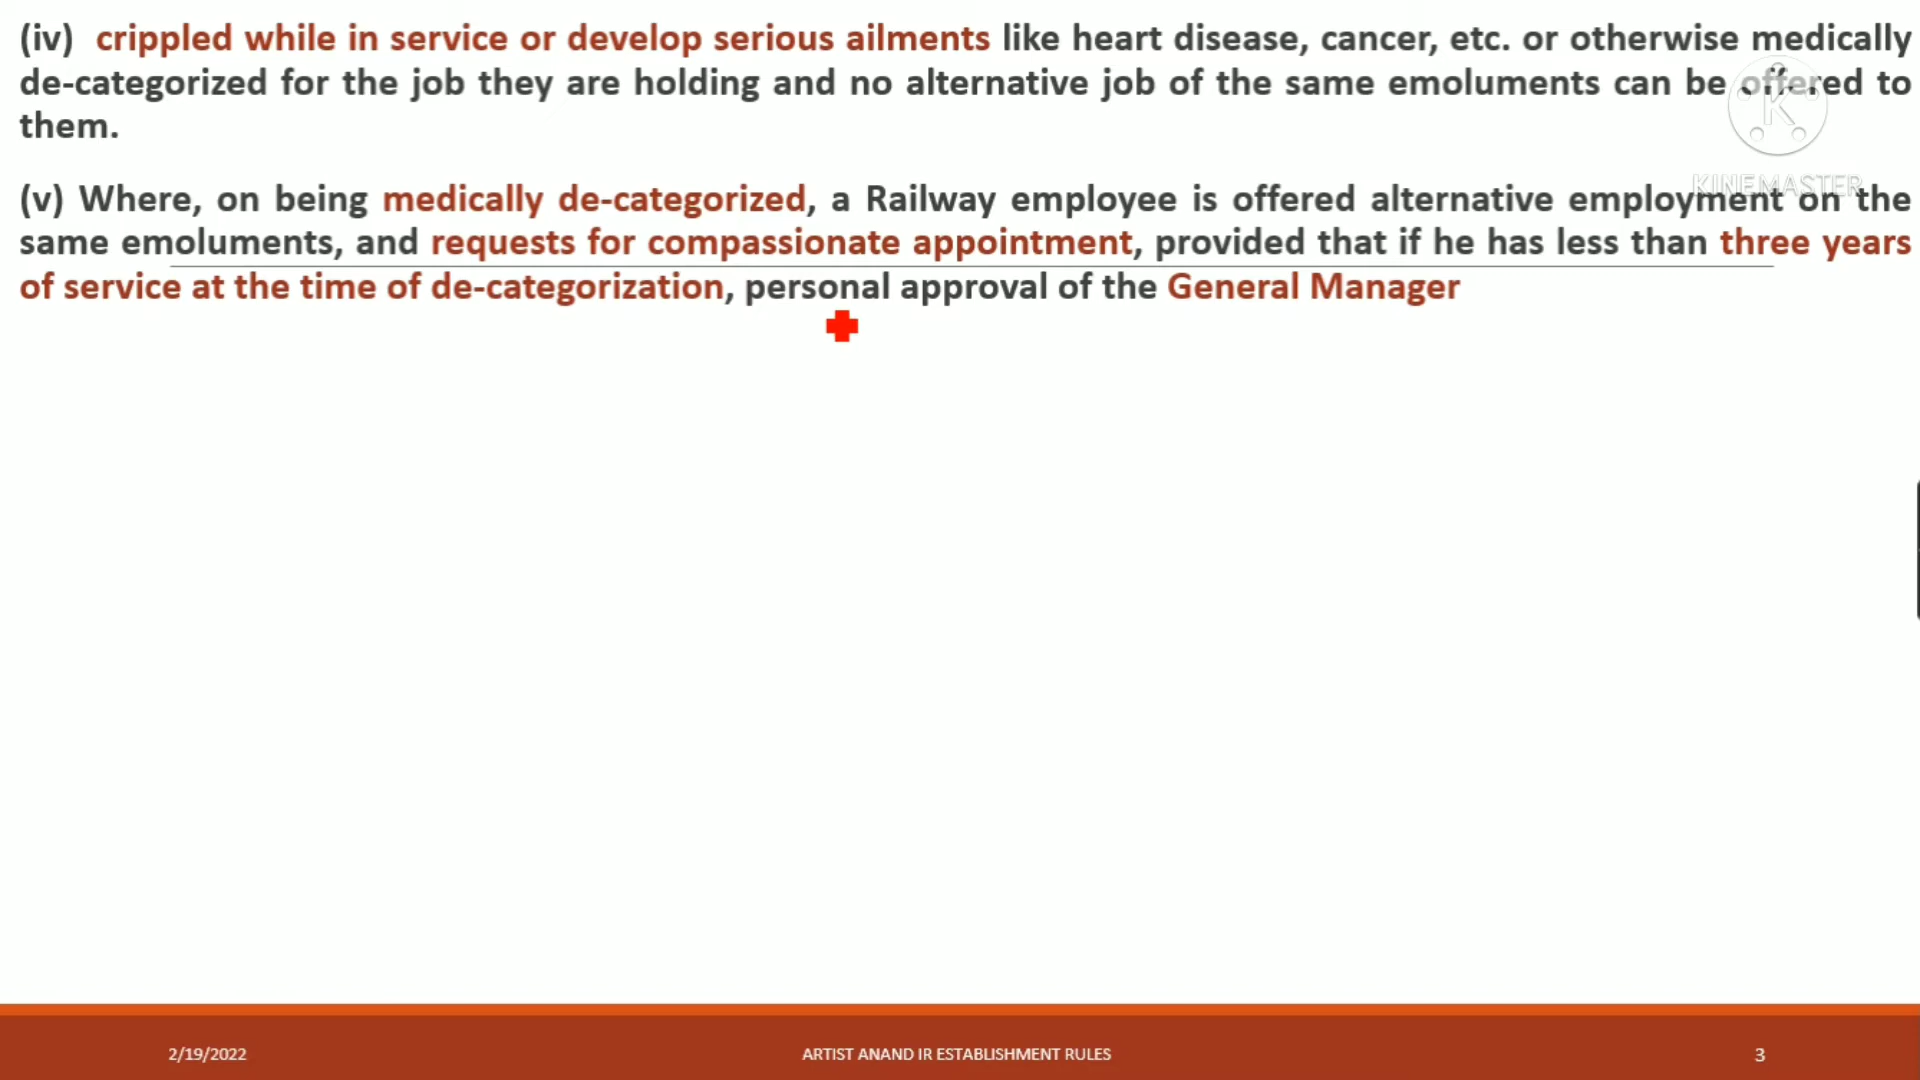 (iv) crippled while in service or develop serious ailments like heart disease, cancer, etc. or otherwise medically
de-categorized for the job they are holding and no alternative job of the same emoluments can be offered to
them.
K
KINEMASTER
(v) Where, on being medically de-categorized, a Railway employee is offered alternative employment on the
same emoluments, and requests for compassionate appointment, provided that if he has less than three years
of service at the time of de-categorization, personal approval of the General Manager
2/19/2022
ARTIST ANAND IR ESTABLISHMENT RULES
3